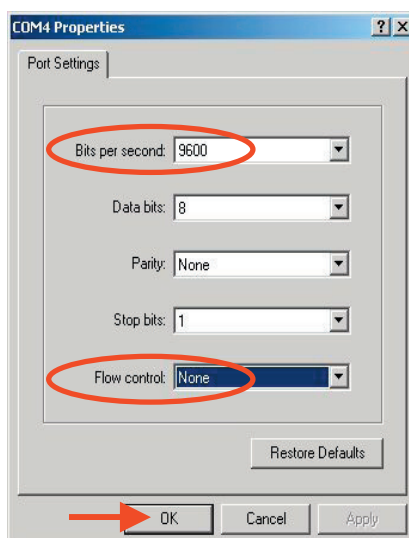 COM4 Properties
Port Settings
Bits per second: 9600
Data bits: 8
Parity: None
Stop bits: 1
Flow control: None
Restore Defaults
OK Cancel Apply